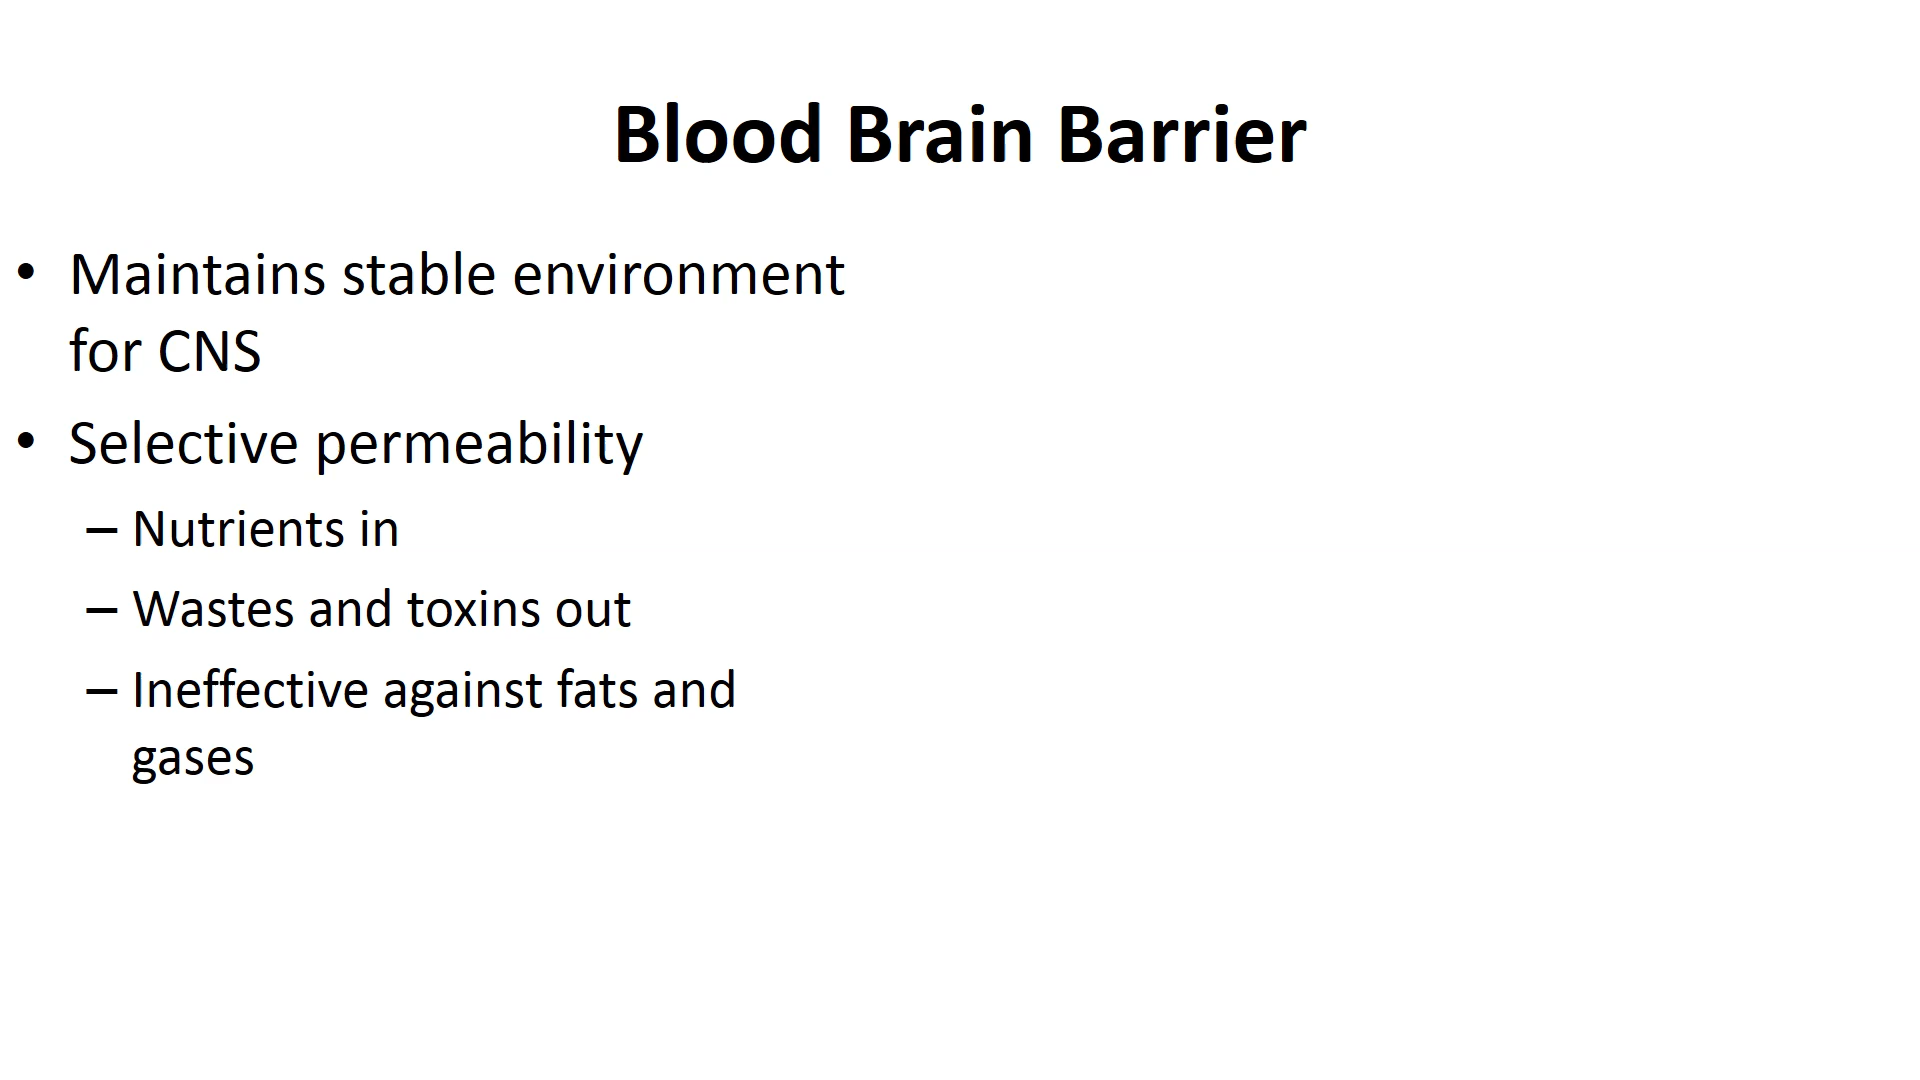 Blood Brain Barrier
• Maintains stable environment
for CNS
• Selective permeability
– Nutrients in
– Wastes and toxins out
– Ineffective against fats and
gases